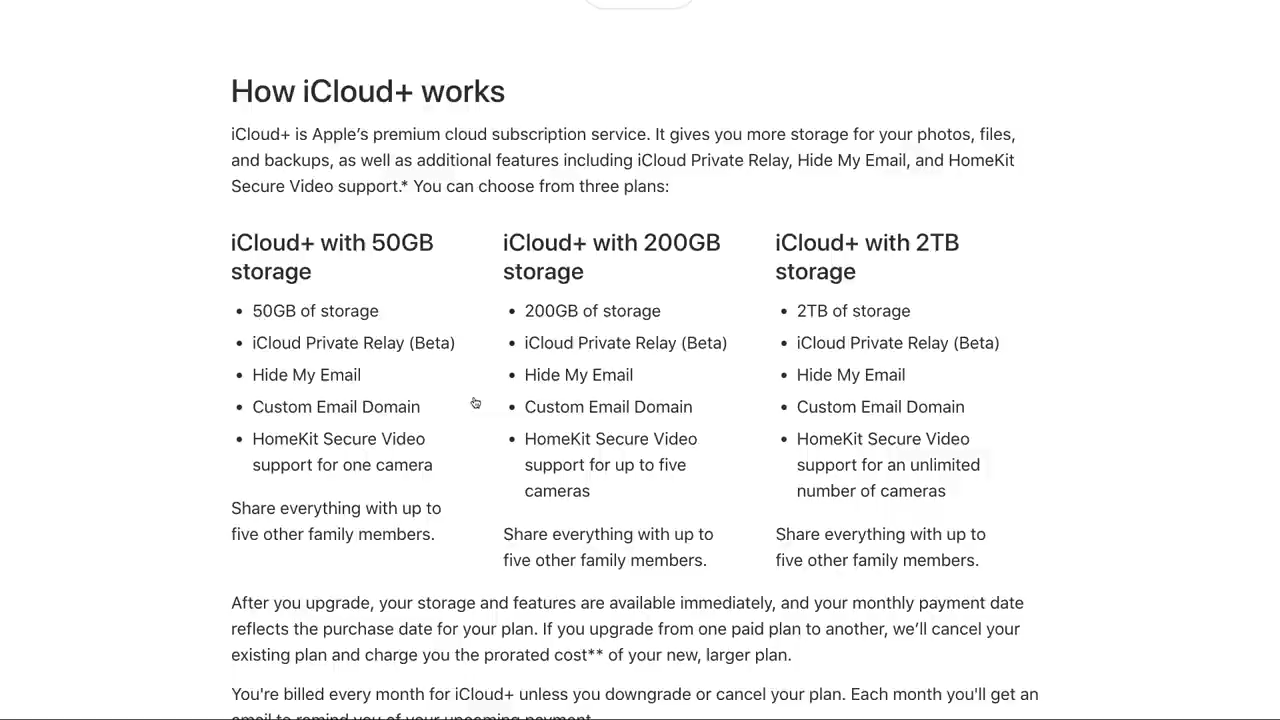 How iCloud+ works
iCloud+ is Apple’s premium cloud subscription service. It gives you more storage for your photos, files,
and backups, as well as additional features including iCloud Private Relay, Hide My Email, and HomeKit
Secure Video support.* You can choose from three plans:
iCloud+ with 50GB
storage
• 50GB of storage
• iCloud Private Relay (Beta)
• Hide My Email
• Custom Email Domain
• HomeKit Secure Video
support for one camera
Share everything with up to
five other family members.
iCloud+ with 200GB
storage
• 200GB of storage
• iCloud Private Relay (Beta)
• Hide My Email
• Custom Email Domain
• HomeKit Secure Video
support for up to five
cameras
Share everything with up to
five other family members.
iCloud+ with 2TB
storage
• 2TB of storage
• iCloud Private Relay (Beta)
• Hide My Email
• Custom Email Domain
• HomeKit Secure Video
support for an unlimited
number of cameras
Share everything with up to
five other family members.
After you upgrade, your storage and features are available immediately, and your monthly payment date
reflects the purchase date for your plan. If you upgrade from one paid plan to another, we’ll cancel your
existing plan and charge you the prorated cost** of your new, larger plan.
You're billed every month for iCloud+ unless you downgrade or cancel your plan. Each month you'll get an
email to remind you of your upcoming payment.